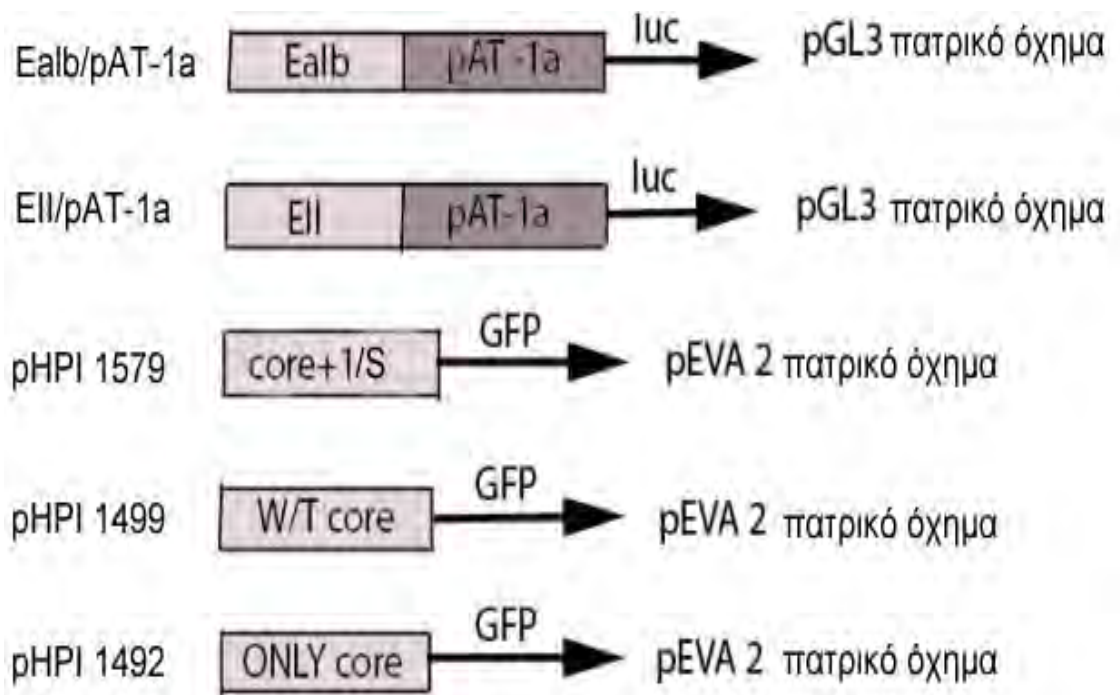 Ealb/pAT-1a Ealb pAT-1a luc pGL3 πατρικό όχημα
EII/pAT-1a EII pAT-1a luc pGL3 πατρικό όχημα
pHPI 1579 core+1/S GFP pEVA 2 πατρικό όχημα
pHPI 1499 W/T core GFP pEVA 2 πατρικό όχημα
pHPI 1492 ONLY core GFP pEVA 2 πατρικό όχημα